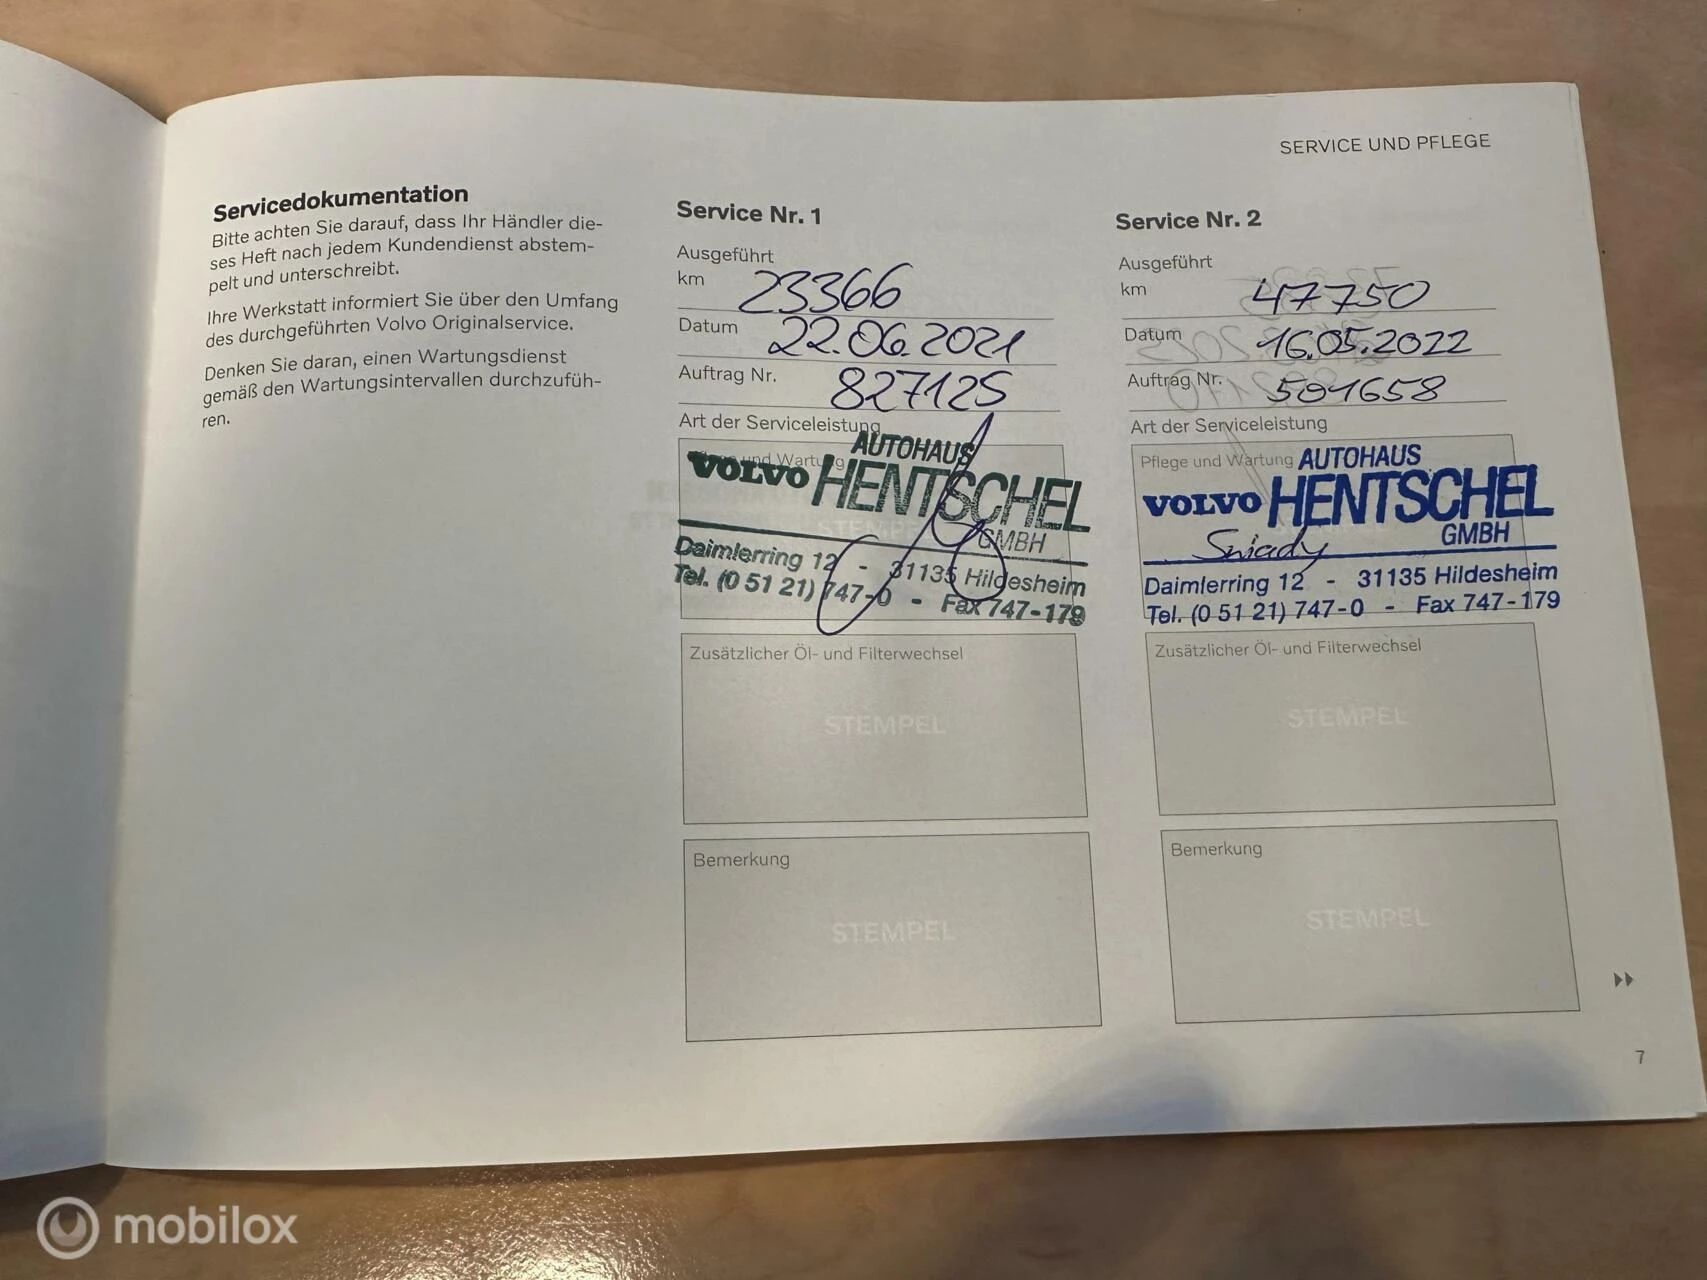 SERVICE UND PFLEGE
Servicedokumentation
Bitte achten Sie darauf, dass Ihr Händler die-
ses Heft nach jedem Kundendienst abstem-
pelt und unterschreibt.
Ihre Werkstatt informiert Sie über den Umfang
des durchgeführten Volvo Originalservice.
Denken Sie daran, einen Wartungsdienst
gemäß den Wartungsintervallen durchzufüh-
ren.
Service Nr. 1
Ausgeführt
km 23366
Datum 22.06.2021
Auftrag Nr. 827125
Art der Serviceleistung
Pflege und Wartung
AUTOHAUS
VOLVO HENTSCHEL
GMBH
STEMPEL
Daimlerring 12 - 31135 Hildesheim
Tel. (0 51 21) 747-0 - Fax 747-179
Zusätzlicher Öl- und Filterwechsel
STEMPEL
Bemerkung
STEMPEL
Service Nr. 2
Ausgeführt
km 47750
Datum 16.05.2022
Auftrag Nr. 501658
Art der Serviceleistung
Pflege und Wartung AUTOHAUS
VOLVO HENTSCHEL
GMBH
Daimlerring 12 - 31135 Hildesheim
Tel. (0 51 21) 747-0 - Fax 747-179
Zusätzlicher Öl- und Filterwechsel
STEMPEL
Bemerkung
STEMPEL
7
mobilox